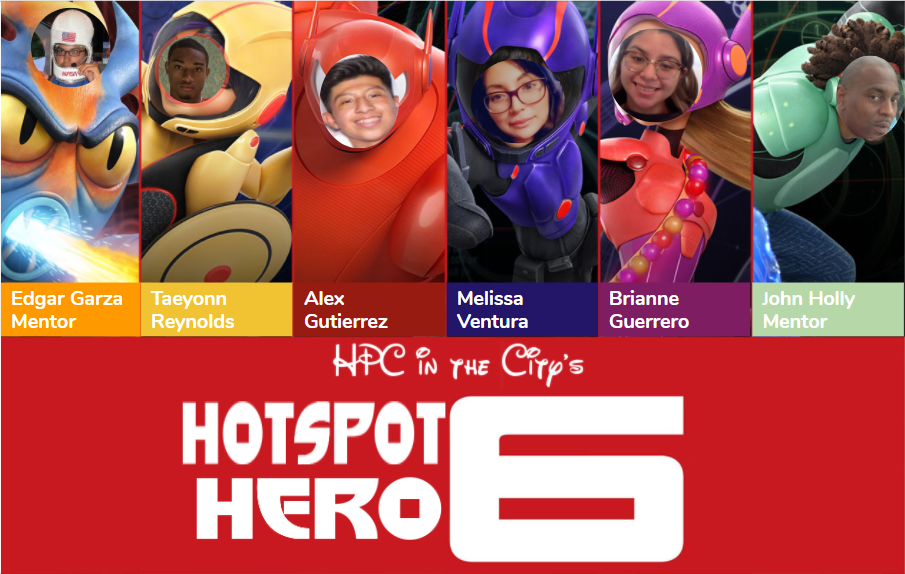 NASA
Edgar Garza
Mentor
Taeyonn
Reynolds
Alex
Gutierrez
Melissa
Ventura
Brianne
Guerrero
John Holly
Mentor
HPC in the City's
HOTSPOT
HERO 6